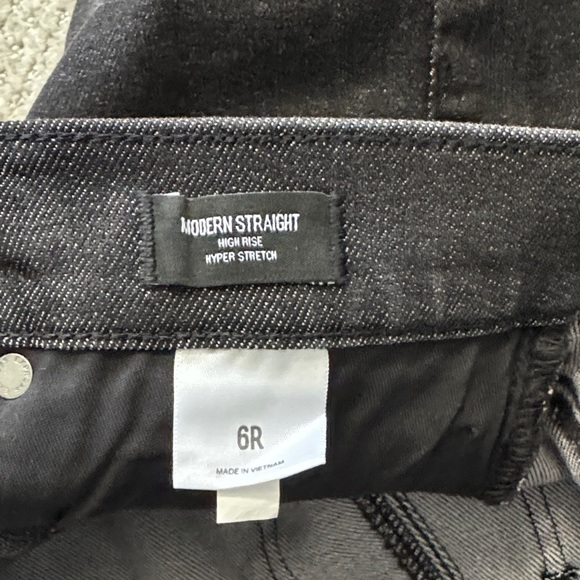 MODERN STRAIGHT
HIGH RISE
HYPER STRETCH
6R
MADE IN VIETNAM